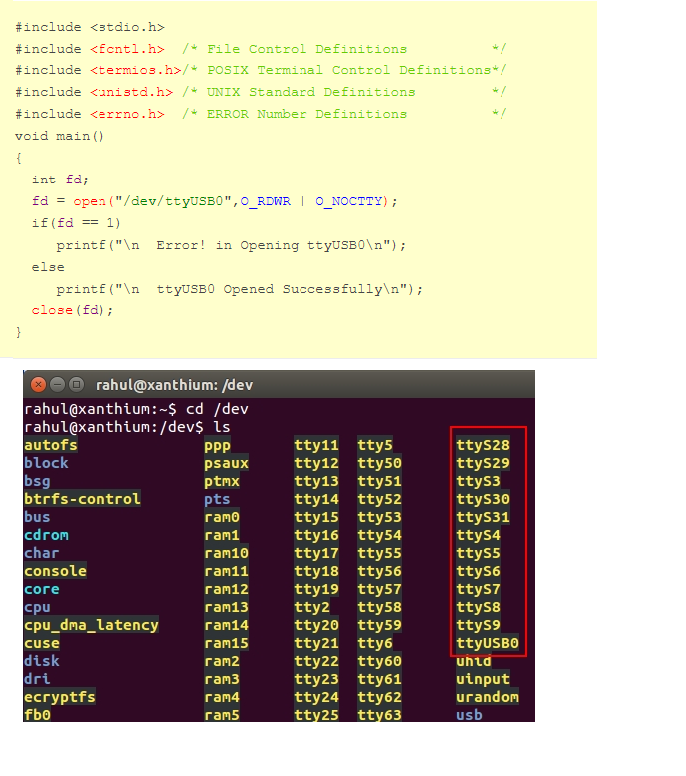 #include <stdio.h>
#include <fcntl.h>  /* File Control Definitions          */
#include <termios.h>/* POSIX Terminal Control Definitions*/
#include <unistd.h> /* UNIX Standard Definitions         */
#include <errno.h>  /* ERROR Number Definitions          */
void main()
{
int fd;
fd = open("/dev/ttyUSB0",O_RDWR | O_NOCTTY);
if(fd == 1)
printf("\n  Error! in Opening ttyUSB0\n");
else
printf("\n  ttyUSB0 Opened Successfully\n");
close(fd);
}
rahul@xanthium: /dev
rahul@xanthium:~$ cd /dev
rahul@xanthium:/dev$ ls
autofs ppp tty11 tty5 ttyS28
block psaux tty12 tty50 ttyS29
bsg ptmx tty13 tty51 ttyS3
btrfs-control pts tty14 tty52 ttyS30
bus ram0 tty15 tty53 ttyS31
cdrom ram1 tty16 tty54 ttyS4
char ram10 tty17 tty55 ttyS5
console ram11 tty18 tty56 ttyS6
core ram12 tty19 tty57 ttyS7
cpu ram13 tty2 tty58 ttyS8
cpu_dma_latency ram14 tty20 tty59 ttyS9
cuse ram15 tty21 tty6 ttyUSB0
disk ram2 tty22 tty60 uhid
dri ram3 tty23 tty61 uinput
ecryptfs ram4 tty24 tty62 urandom
fb0 ram5 tty25 tty63 usb